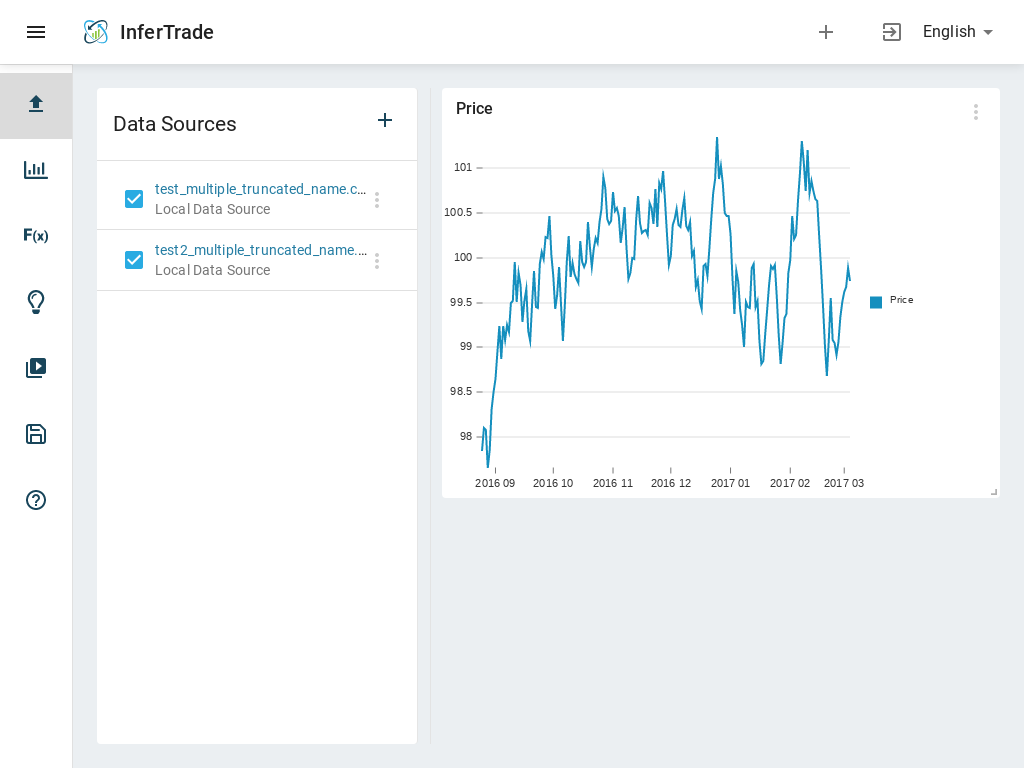 InferTrade
English
F(x)
Data Sources
test_multiple_truncated_name.c...
Local Data Source
test2_multiple_truncated_name....
Local Data Source
Price
101
100.5
100
99.5
99
98.5
98
2016 09 2016 10 2016 11 2016 12 2017 01 2017 02 2017 03
Price